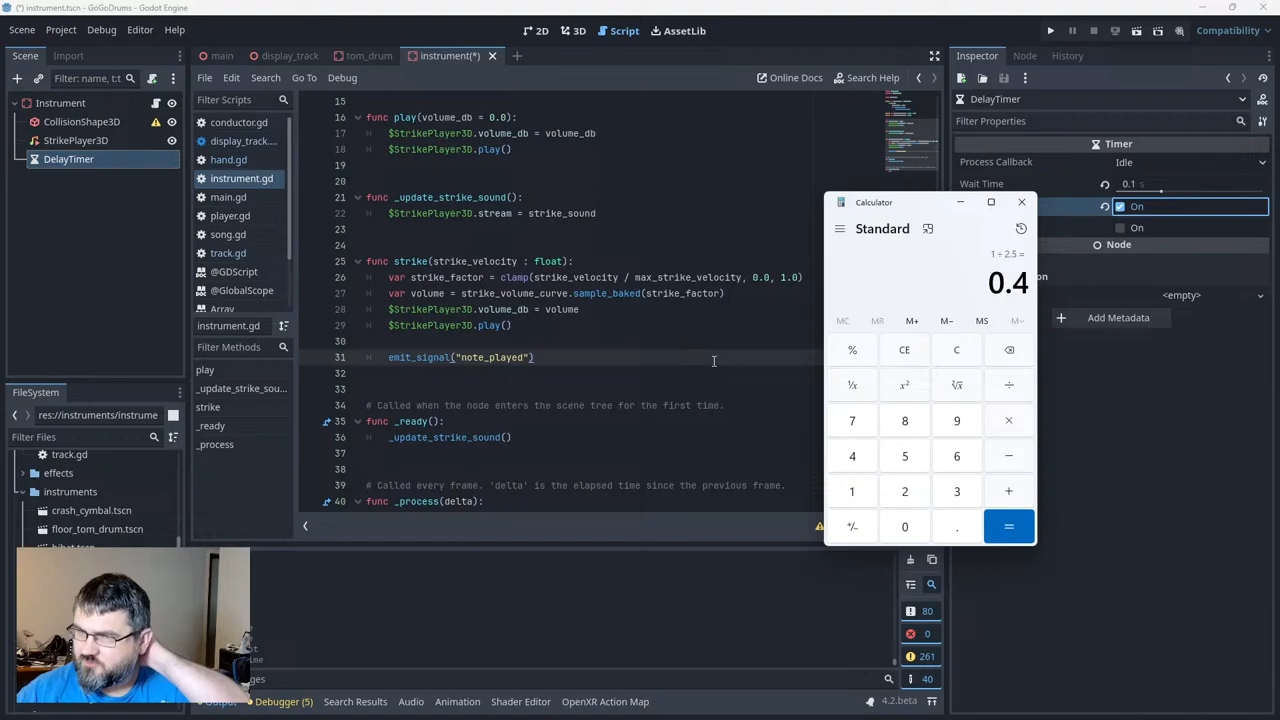 (*) instrument.tscn - GoGoDrums - Godot Engine
Scene Project Debug Editor Help
2D 3D Script AssetLib
Compatibility
Scene Import
main display_track tom_drum instrument(*)
Inspector Node History
Filter: name, t:t
File Edit Search Go To Debug
Online Docs Search Help
Instrument
CollisionShape3D
StrikePlayer3D
DelayTimer
Filter Scripts
conductor.gd
display_track....
hand.gd
instrument.gd
main.gd
player.gd
song.gd
track.gd
@GDScript
@GlobalScope
Array
instrument.gd
Filter Methods
play
_update_strike_sou...
strike
_ready
_process
15
16 func play(volume_db = 0.0):
17 $StrikePlayer3D.volume_db = volume_db
18 $StrikePlayer3D.play()
19
20
21 func _update_strike_sound():
22 $StrikePlayer3D.stream = strike_sound
23
24
25 func strike(strike_velocity : float):
26 var strike_factor = clamp(strike_velocity / max_strike_velocity, 0.0, 1.0)
27 var volume = strike_volume_curve.sample_baked(strike_factor)
28 $StrikePlayer3D.volume_db = volume
29 $StrikePlayer3D.play()
30
31 emit_signal("note_played")
32
33
34 # Called when the node enters the scene tree for the first time.
35 func _ready():
36 _update_strike_sound()
37
38
39 # Called every frame. 'delta' is the elapsed time since the previous frame.
40 func _process(delta):
DelayTimer
Filter Properties
Timer
Process Callback Idle
Wait Time 0.1 s
On
On
Node
<empty>
Add Metadata
Calculator
Standard
1 ÷ 2.5 =
0.4
MC MR M+ M− MS M˅
% CE C
¹/x x² ²√x ÷
7 8 9 ×
4 5 6 −
1 2 3 +
+/− 0 . =
FileSystem
res://instruments/instrume
Filter Files
track.gd
effects
instruments
crash_cymbal.tscn
floor_tom_drum.tscn
80
0
261
40
Output Debugger (5) Search Results Audio Animation Shader Editor OpenXR Action Map
4.2.beta